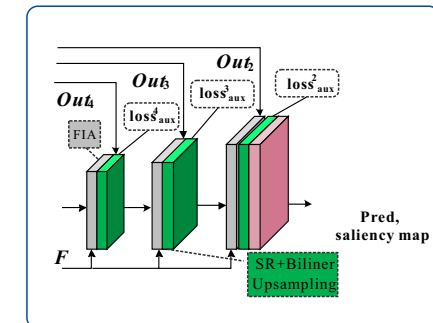 Out2
Out3
Out4
loss²aux
loss³aux
loss⁴aux
FIA
Pred,
saliency map
F
SR+Biliner
Upsampling